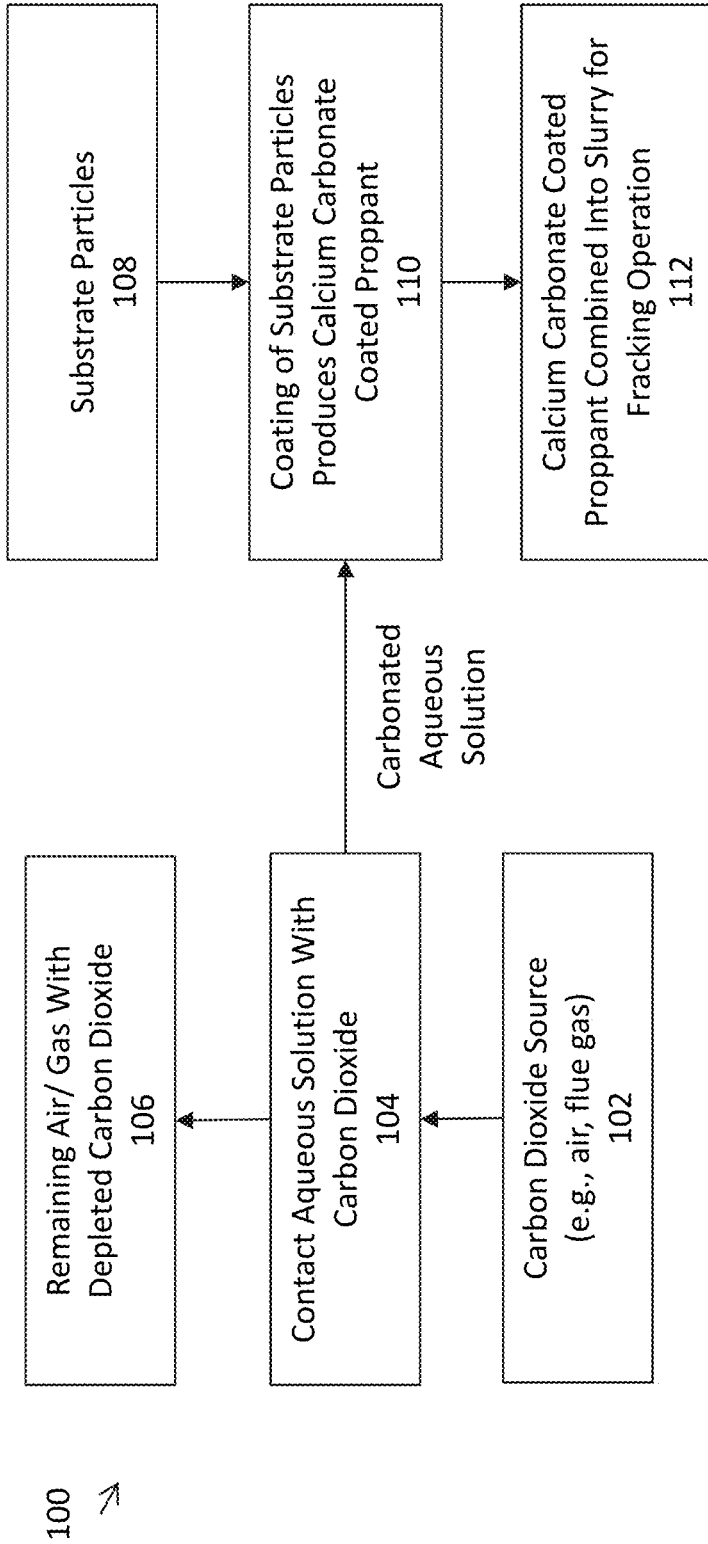 100
Remaining Air/ Gas With
Depleted Carbon Dioxide
106
Contact Aqueous Solution With
Carbon Dioxide
104
Carbon Dioxide Source
(e.g., air, flue gas)
102
Carbonated
Aqueous
Solution
Substrate Particles
108
Coating of Substrate Particles
Produces Calcium Carbonate
Coated Proppant
110
Calcium Carbonate Coated
Proppant Combined Into Slurry for
Fracking Operation
112